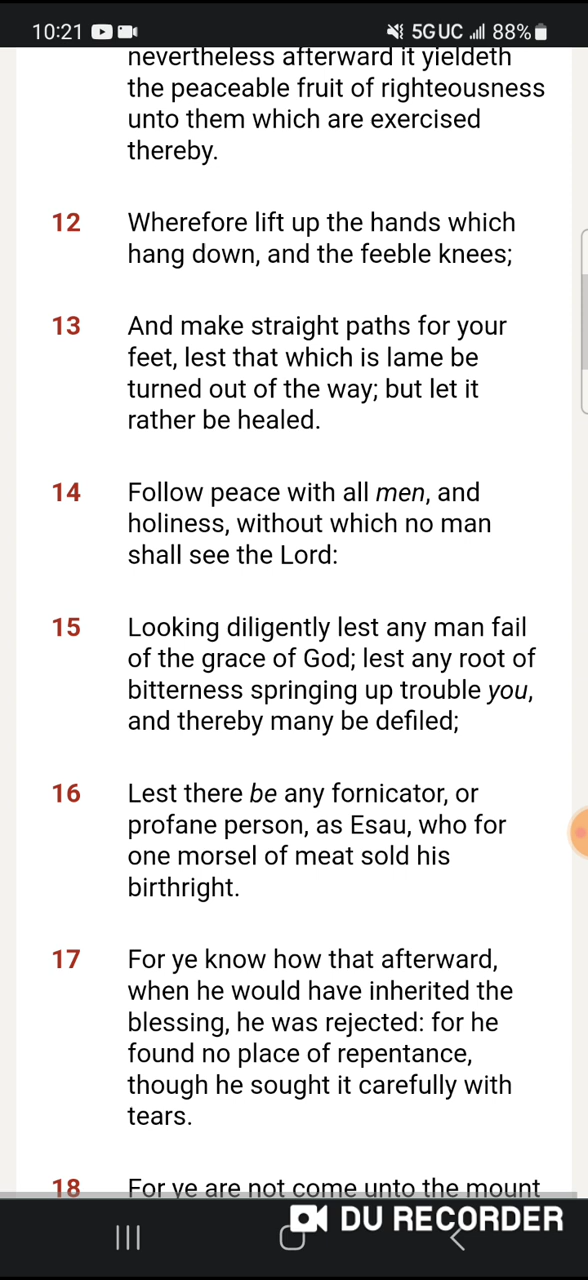 10:21 5G UC 88%
nevertheless afterward it yieldeth
the peaceable fruit of righteousness
unto them which are exercised
thereby.
12 Wherefore lift up the hands which
hang down, and the feeble knees;
13 And make straight paths for your
feet, lest that which is lame be
turned out of the way; but let it
rather be healed.
14 Follow peace with all men, and
holiness, without which no man
shall see the Lord:
15 Looking diligently lest any man fail
of the grace of God; lest any root of
bitterness springing up trouble you,
and thereby many be defiled;
16 Lest there be any fornicator, or
profane person, as Esau, who for
one morsel of meat sold his
birthright.
17 For ye know how that afterward,
when he would have inherited the
blessing, he was rejected: for he
found no place of repentance,
though he sought it carefully with
tears.
18 For ye are not come unto the mount
DU RECORDER